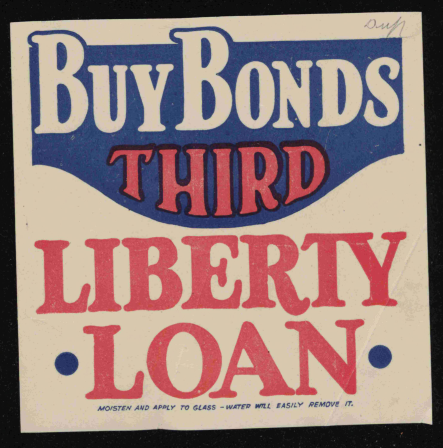 Dup
BUY BONDS
THIRD
LIBERTY
• LOAN •
MOISTEN AND APPLY TO GLASS – WATER WILL EASILY REMOVE IT.